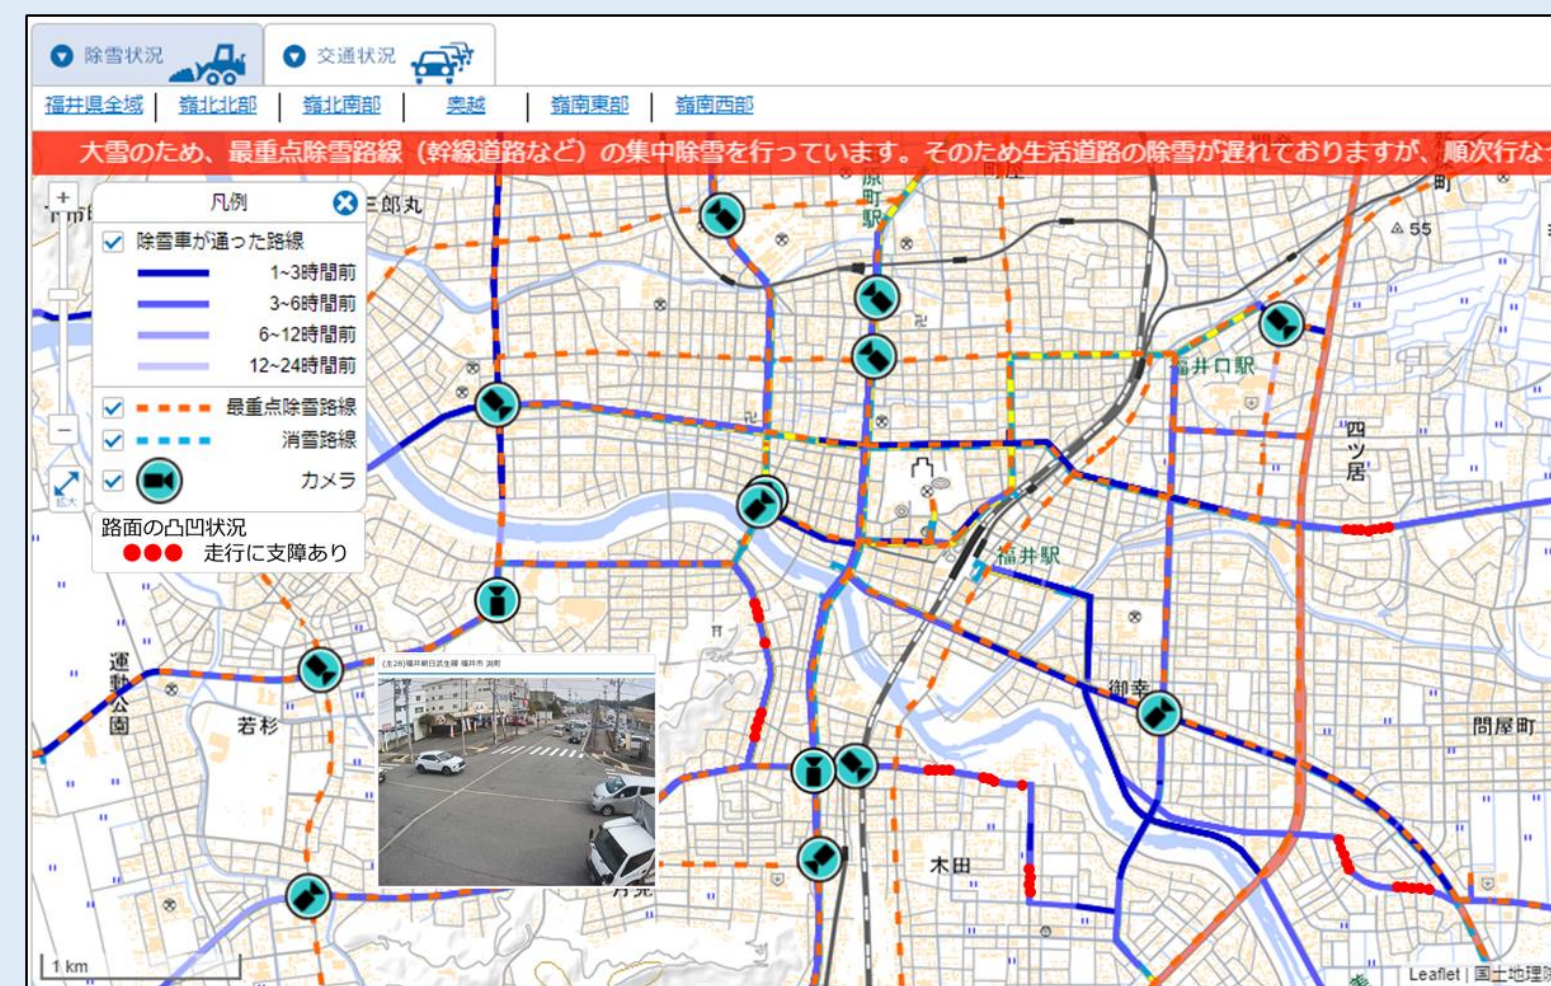 除雪状況
交通状況
福井県全域
嶺北北部
嶺北南部
奥越
嶺南東部
嶺南西部
大雪のため、最重点除雪路線（幹線道路など）の集中除雪を行っています。そのため生活道路の除雪が遅れておりますが、順次行な
+
凡例
三郎丸
原町駅
町屋
町
55
除雪車が通った路線
1~3時間前
3~6時間前
6~12時間前
12~24時間前
最重点除雪路線
消雪路線
カメラ
－
拡大
路面の凸凹状況
走行に支障あり
福井口駅
四ツ居
福井駅
運動公園
若杉
御幸
問屋町
木田
1 km
Leaflet | 国土地理院